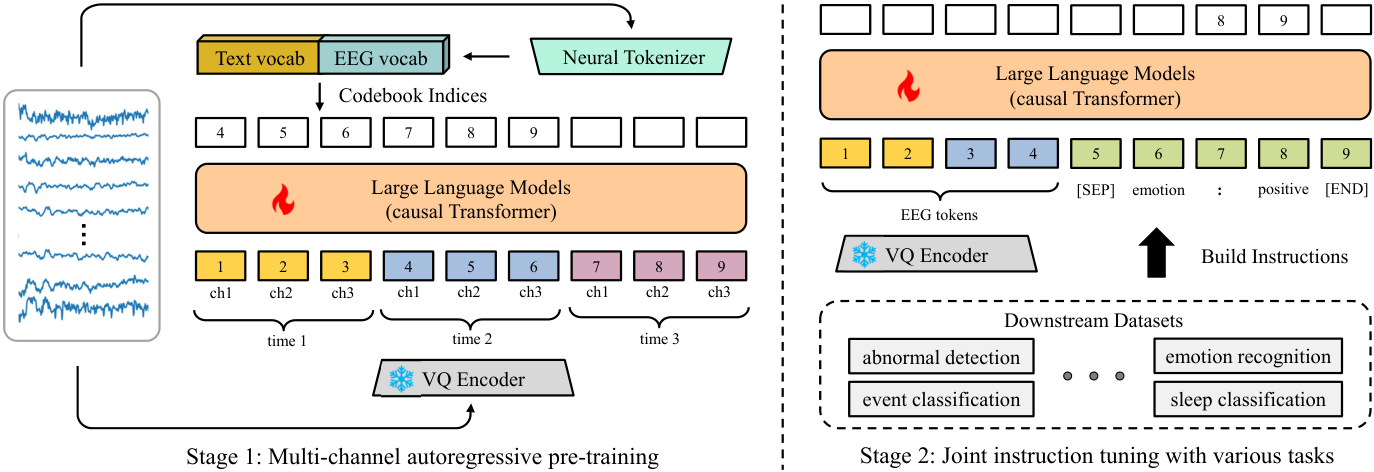 Text vocab EEG vocab
Neural Tokenizer
Codebook Indices
4 5 6 7 8 9
Large Language Models
(causal Transformer)
1 2 3 4 5 6 7 8 9
ch1 ch2 ch3 ch1 ch2 ch3 ch1 ch2 ch3
time 1 time 2 time 3
VQ Encoder
Stage 1: Multi-channel autoregressive pre-training
8 9
Large Language Models
(causal Transformer)
1 2 3 4 5 6 7 8 9
[SEP] emotion : positive [END]
EEG tokens
VQ Encoder
Build Instructions
Downstream Datasets
abnormal detection
emotion recognition
event classification
sleep classification
Stage 2: Joint instruction tuning with various tasks